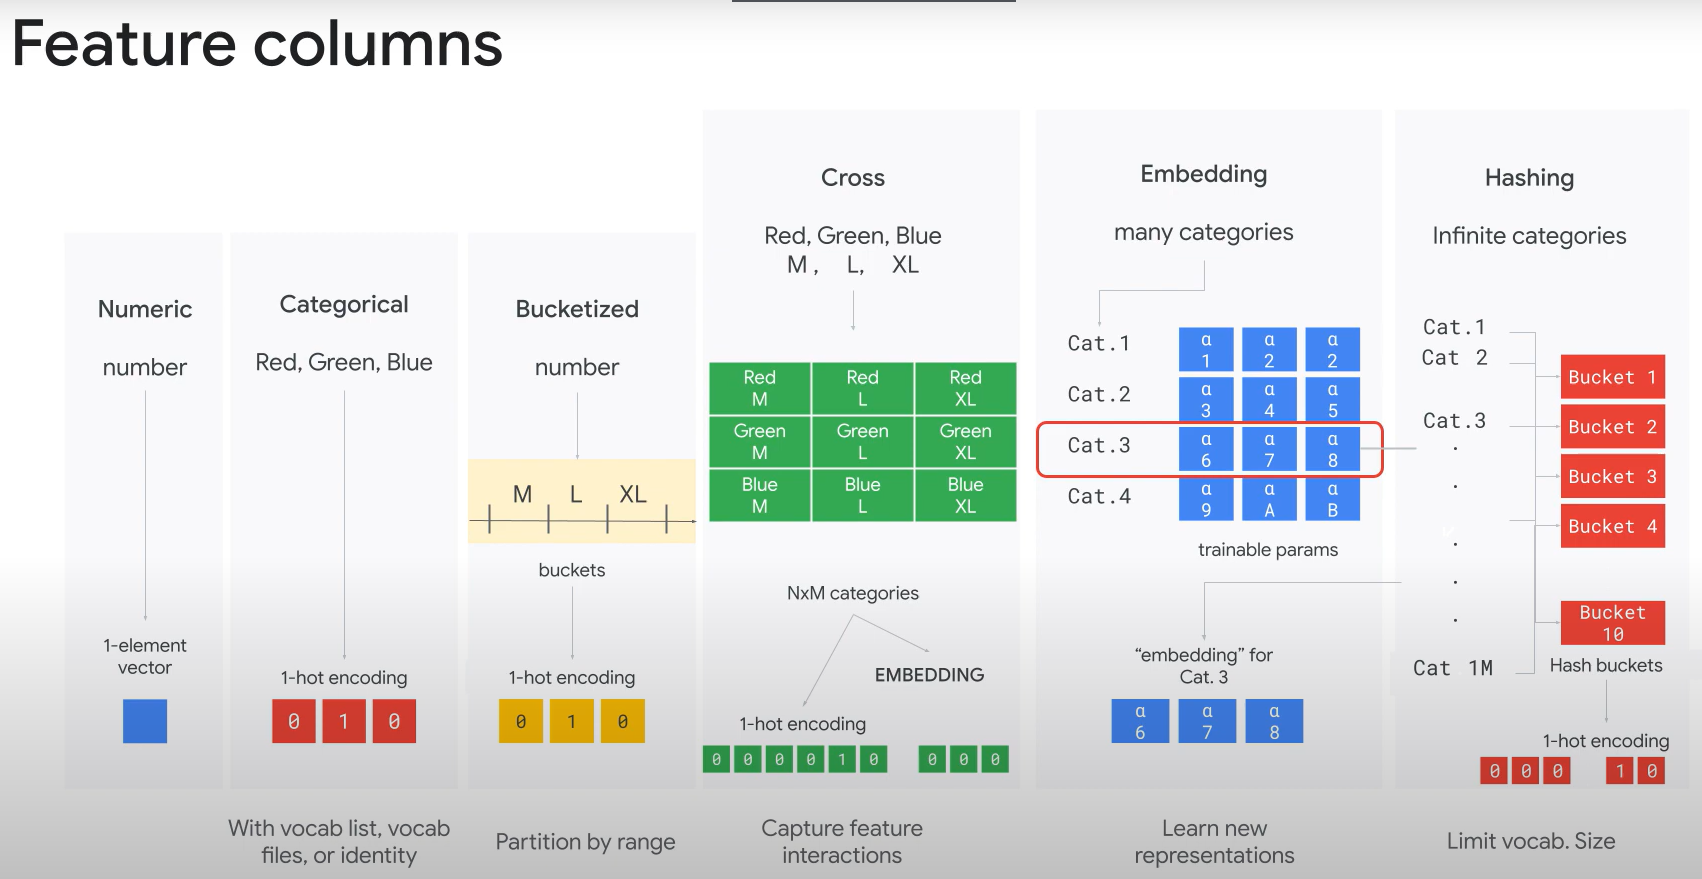 Feature columns
Numeric
number
1-element
vector
Categorical
Red, Green, Blue
1-hot encoding
0 1 0
With vocab list, vocab
files, or identity
Bucketized
number
M L XL
buckets
1-hot encoding
0 1 0
Partition by range
Cross
Red, Green, Blue
M , L, XL
Red Red Red
M L XL
Green Green Green
M L XL
Blue Blue Blue
M L XL
NxM categories
EMBEDDING
1-hot encoding
0 0 0 0 1 0 0 0 0
Capture feature
interactions
Embedding
many categories
Cat.1
α α α
1 2 2
Cat.2
α α α
3 4 5
Cat.3
α α α
6 7 8
Cat.4
α α α
9 A B
trainable params
“embedding” for
Cat. 3
α α α
6 7 8
Learn new
representations
Hashing
Infinite categories
Cat.1
Cat 2
Cat.3
.
.
.
.
.
Cat 1M
Bucket 1
Bucket 2
Bucket 3
Bucket 4
Bucket
10
Hash buckets
1-hot encoding
0 0 0 1 0
Limit vocab. Size